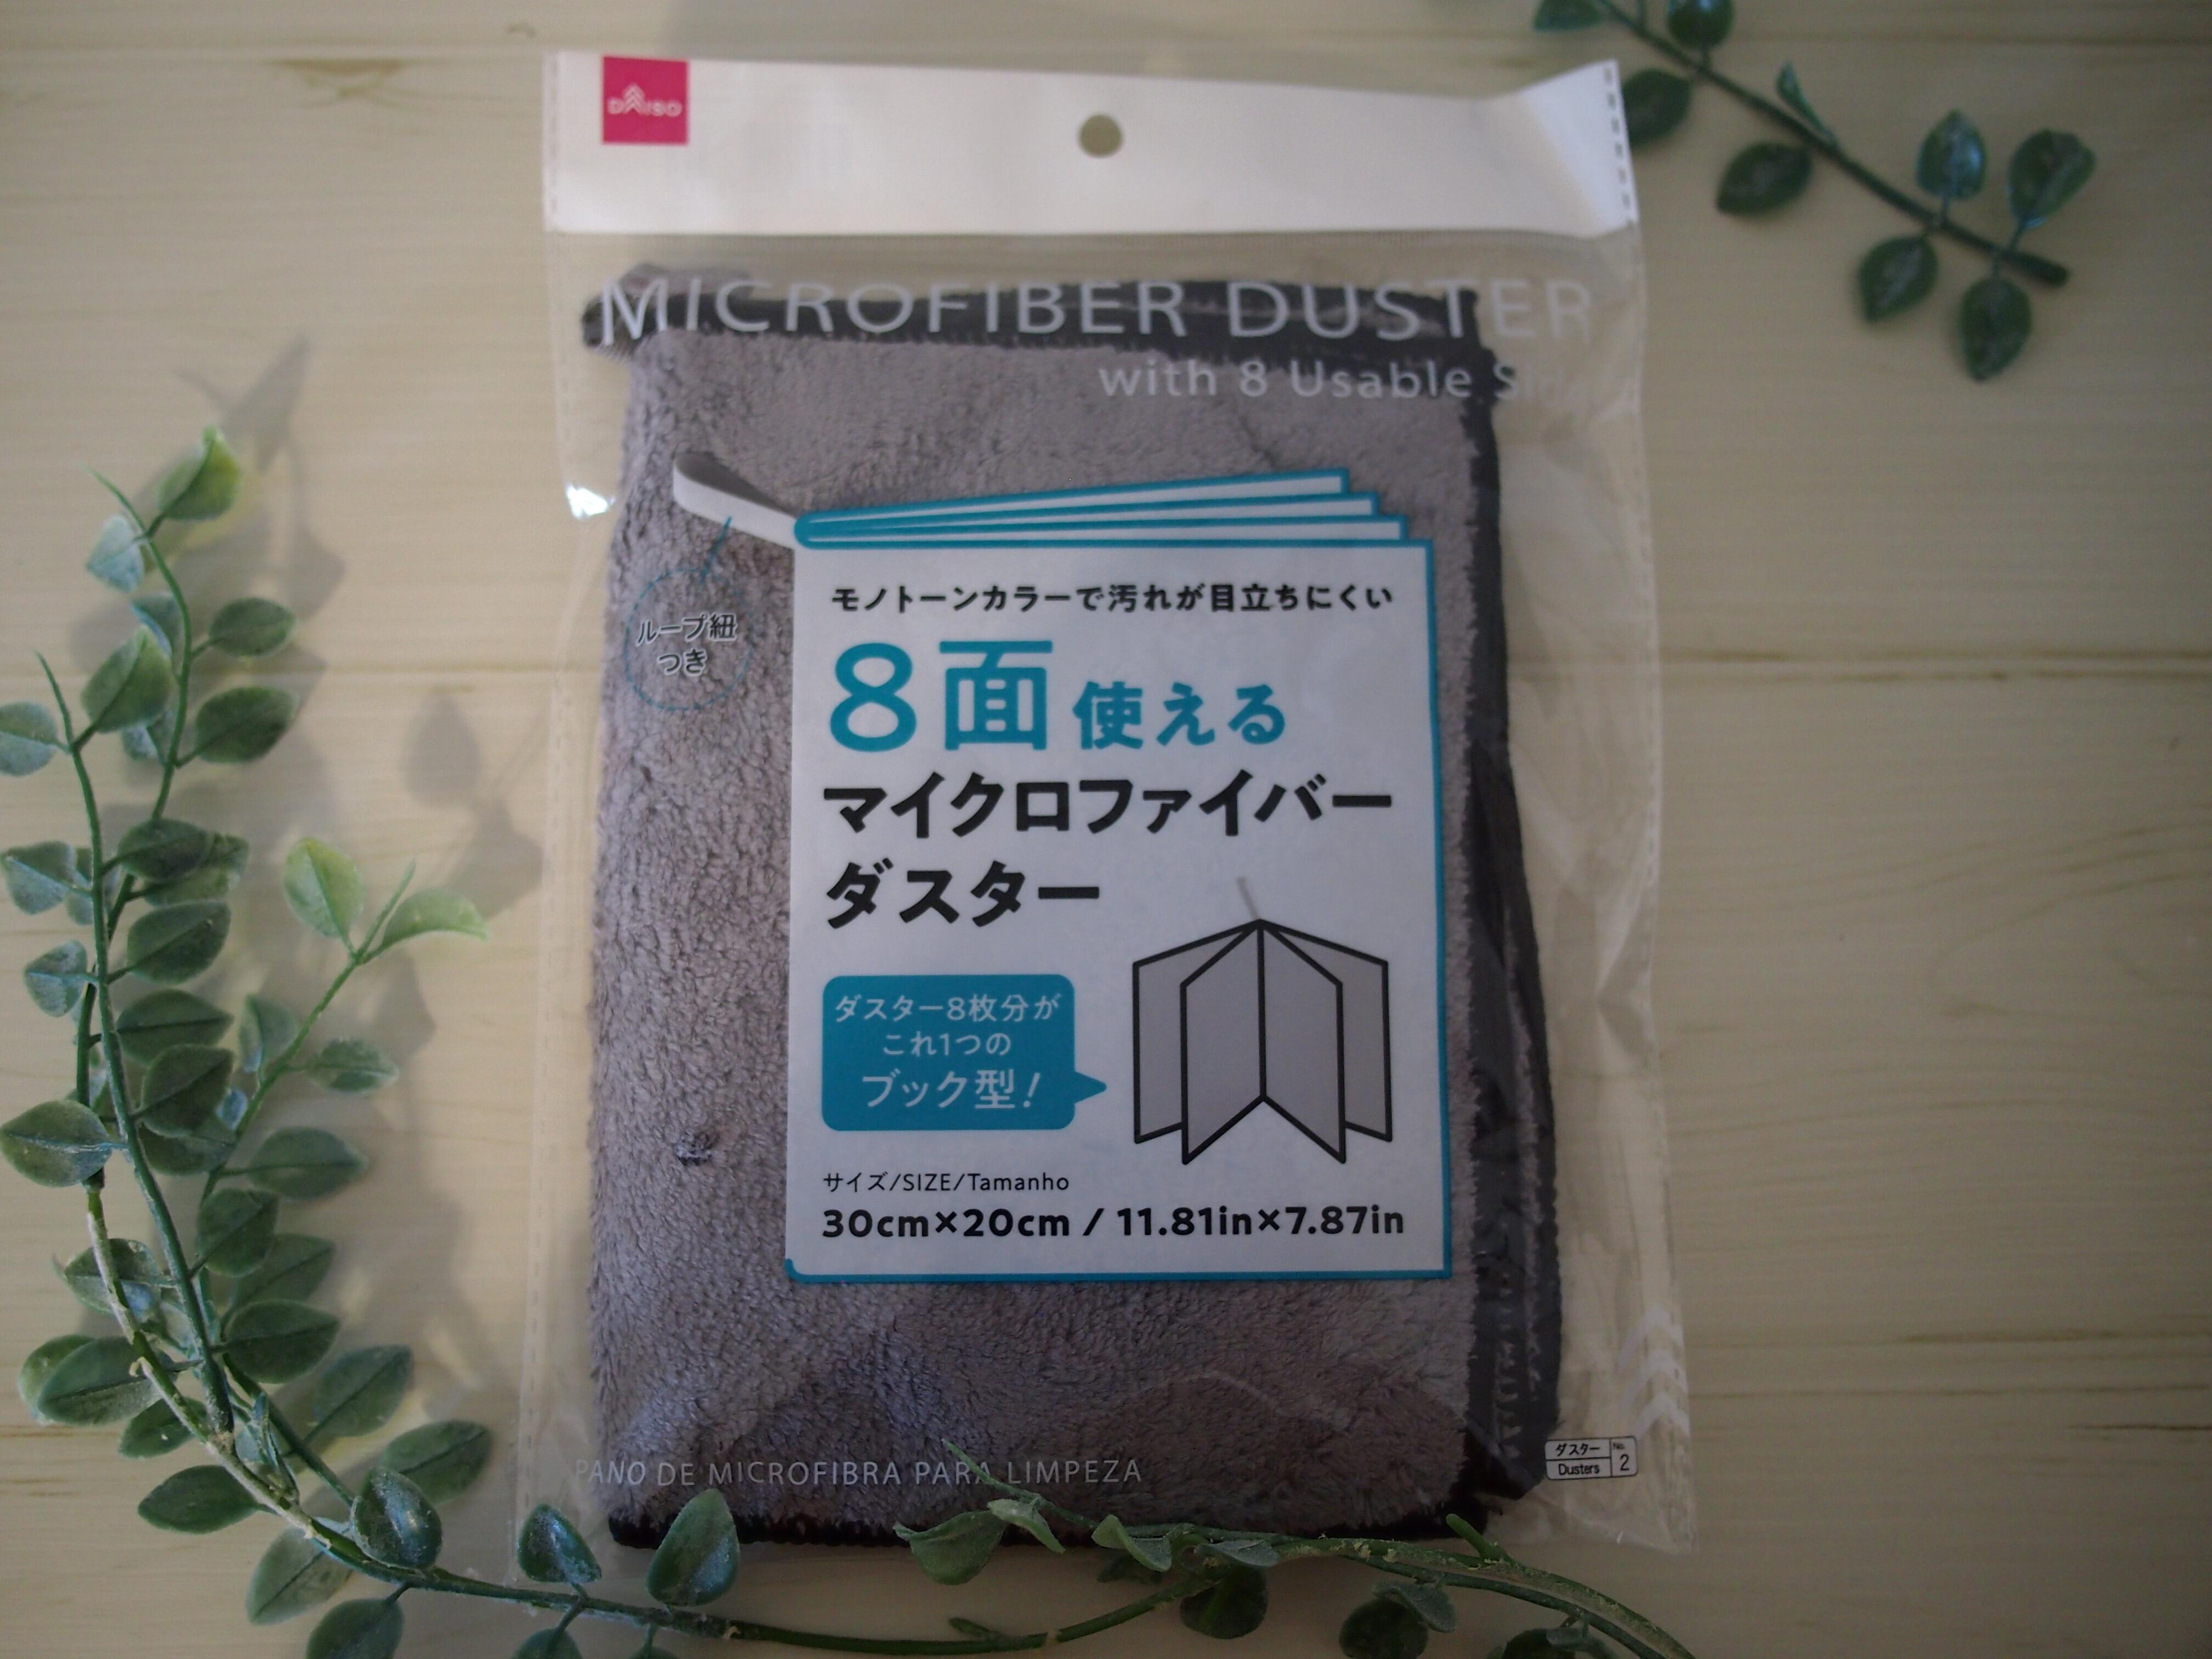 DAISO
MICROFIBER DUSTER
with 8 Usable
ループ紐
つき
モノトーンカラーで汚れが目立ちにくい
8面使える
マイクロファイバー
ダスター
ダスター8枚分が
これ1つの
ブック型!
サイズ/SIZE/Tamanho
30cm×20cm / 11.81in×7.87in
PANO DE MICROFIBRA PARA LIMPEZA
ダスター No.
Dusters 2